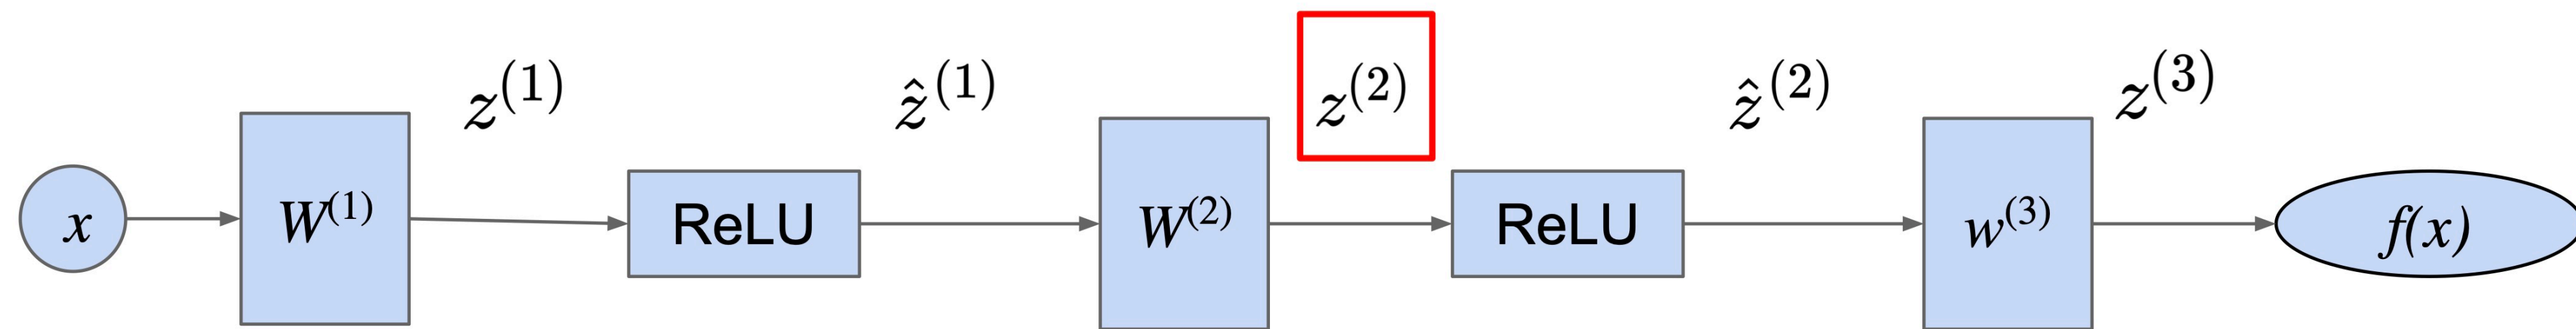 z^(1) ẑ^(1) z^(2) ẑ^(2) z^(3)
x W^(1) ReLU W^(2) ReLU w^(3) f(x)